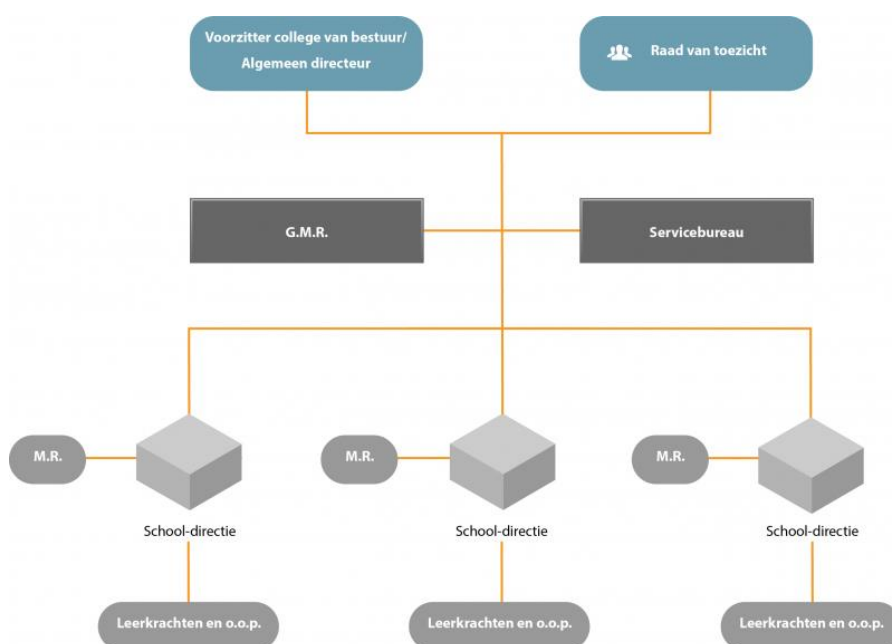 Voorzitter college van bestuur/
Algemeen directeur
Raad van toezicht
G.M.R.
Servicebureau
M.R.
M.R.
M.R.
School-directie
School-directie
School-directie
Leerkrachten en o.o.p.
Leerkrachten en o.o.p.
Leerkrachten en o.o.p.